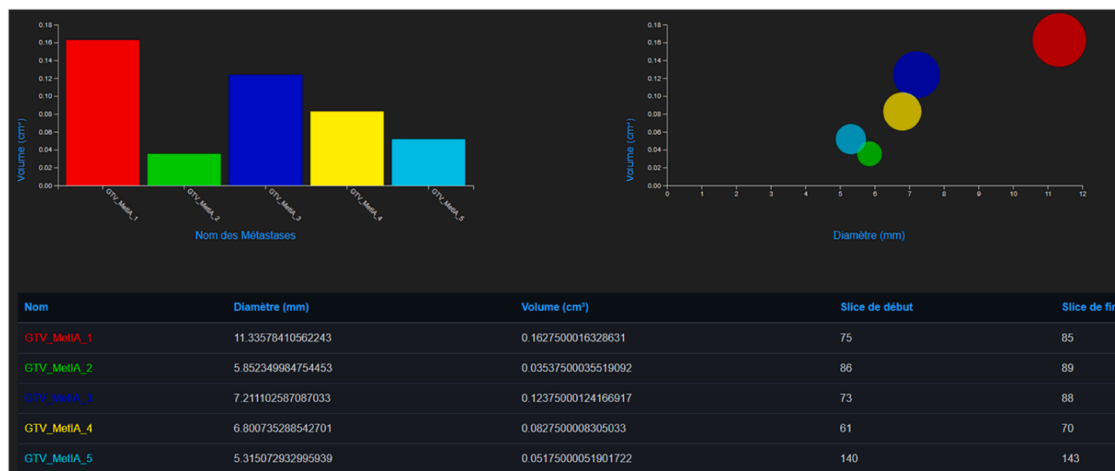 0.18
0.16
0.14
0.12
0.10
0.08
0.06
0.04
0.02
0.00
Volume (cm³)
GTV_MetIA_1
GTV_MetIA_2
GTV_MetIA_3
GTV_MetIA_4
GTV_MetIA_5
Nom des Métastases
0.18
0.16
0.14
0.12
0.10
0.08
0.06
0.04
0.02
0.00
Volume (cm³)
0 1 2 3 4 5 6 7 8 9 10 11 12
Diamètre (mm)
Nom Diamètre (mm) Volume (cm³) Slice de début Slice de fin
GTV_MetIA_1 11.33578410562243 0.1627500016328631 75 85
GTV_MetIA_2 5.852349984754453 0.03537500035519092 86 89
GTV_MetIA_3 7.211102587087033 0.12375000124166917 73 88
GTV_MetIA_4 6.800735288542701 0.0827500008305033 61 70
GTV_MetIA_5 5.315072932995939 0.05175000051901722 140 143